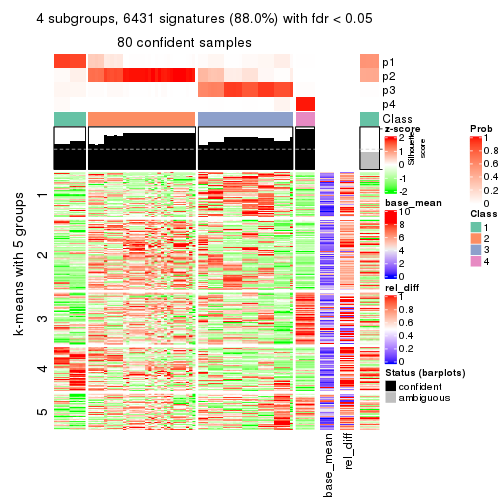 4 subgroups, 6431 signatures (88.0%) with fdr < 0.05
80 confident samples
p1
p2
p3
p4
Class
Silhouette
score
k-means with 5 groups
1
2
3
4
5
base_mean
rel_diff
z-score
2
1
0
-1
-2
base_mean
10
8
6
4
2
0
rel_diff
1
0.8
0.6
0.4
0.2
0
Status (barplots)
confident
ambiguous
Prob
1
0.8
0.6
0.4
0.2
0
Class
1
2
3
4